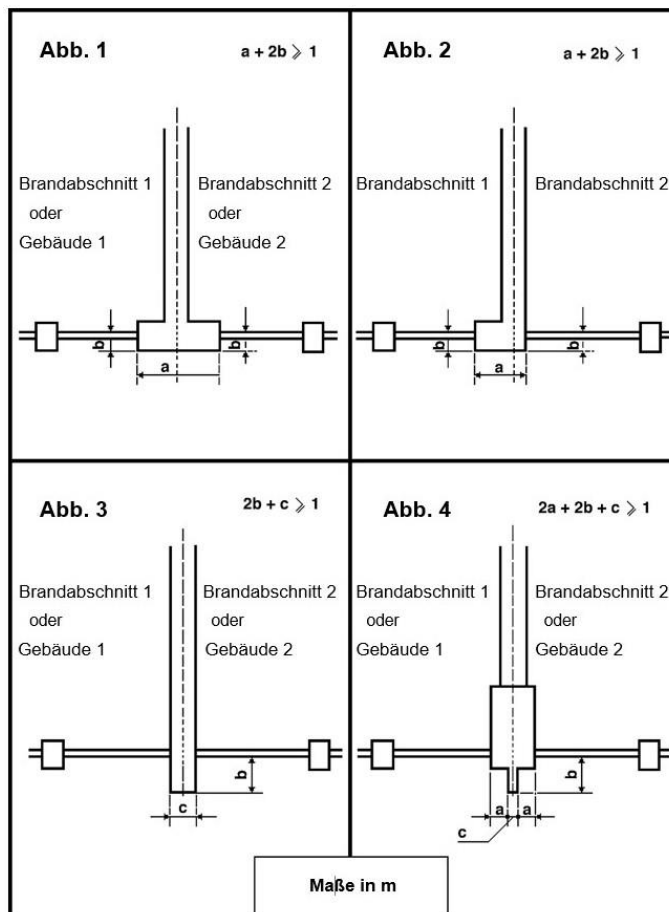 Abb. 1
a + 2b ⩾ 1
Brandabschnitt 1
oder
Gebäude 1
Brandabschnitt 2
oder
Gebäude 2
b
b
a
Abb. 2
a + 2b ⩾ 1
Brandabschnitt 1
Brandabschnitt 2
b
b
a
Abb. 3
2b + c ⩾ 1
Brandabschnitt 1
oder
Gebäude 1
Brandabschnitt 2
oder
Gebäude 2
b
c
Abb. 4
2a + 2b + c ⩾ 1
Brandabschnitt 1
oder
Gebäude 1
Brandabschnitt 2
oder
Gebäude 2
b
a
a
c
Maße in m